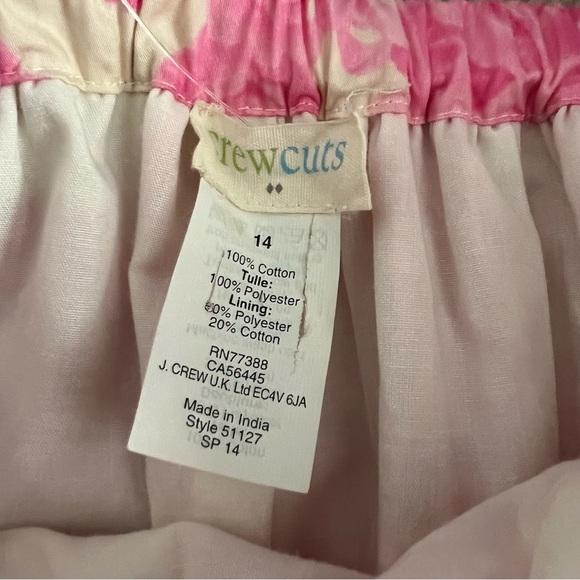 crewcuts
14
100% Cotton
Tulle:
100% Polyester
Lining:
80% Polyester
20% Cotton
RN77388
CA56445
J. CREW U.K. Ltd EC4V 6JA
Made in India
Style 51127
SP 14